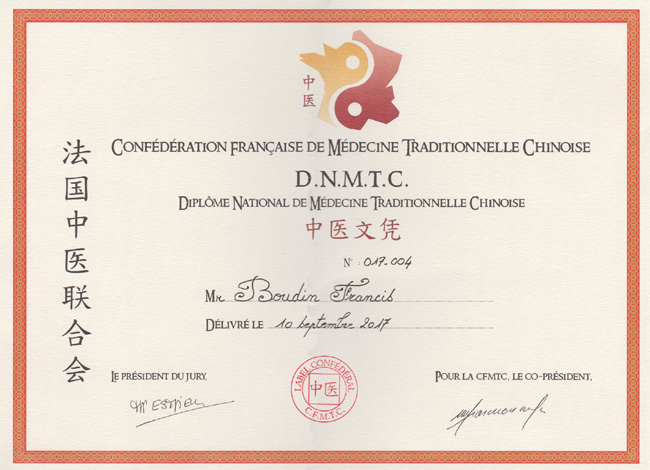 中医
法国中医联合会
CONFÉDÉRATION FRANÇAISE DE MÉDECINE TRADITIONNELLE CHINOISE
D.N.M.T.C.
DIPLÔME NATIONAL DE MÉDECINE TRADITIONNELLE CHINOISE
中医文凭
N° : 017-004
Mr Boudin Francis
DÉLIVRÉ LE 10 septembre 2017
LE PRÉSIDENT DU JURY,
POUR LA CFMTC, LE CO-PRÉSIDENT,
LABEL CONFÉDÉRAL
中医
C.F.M.T.C.